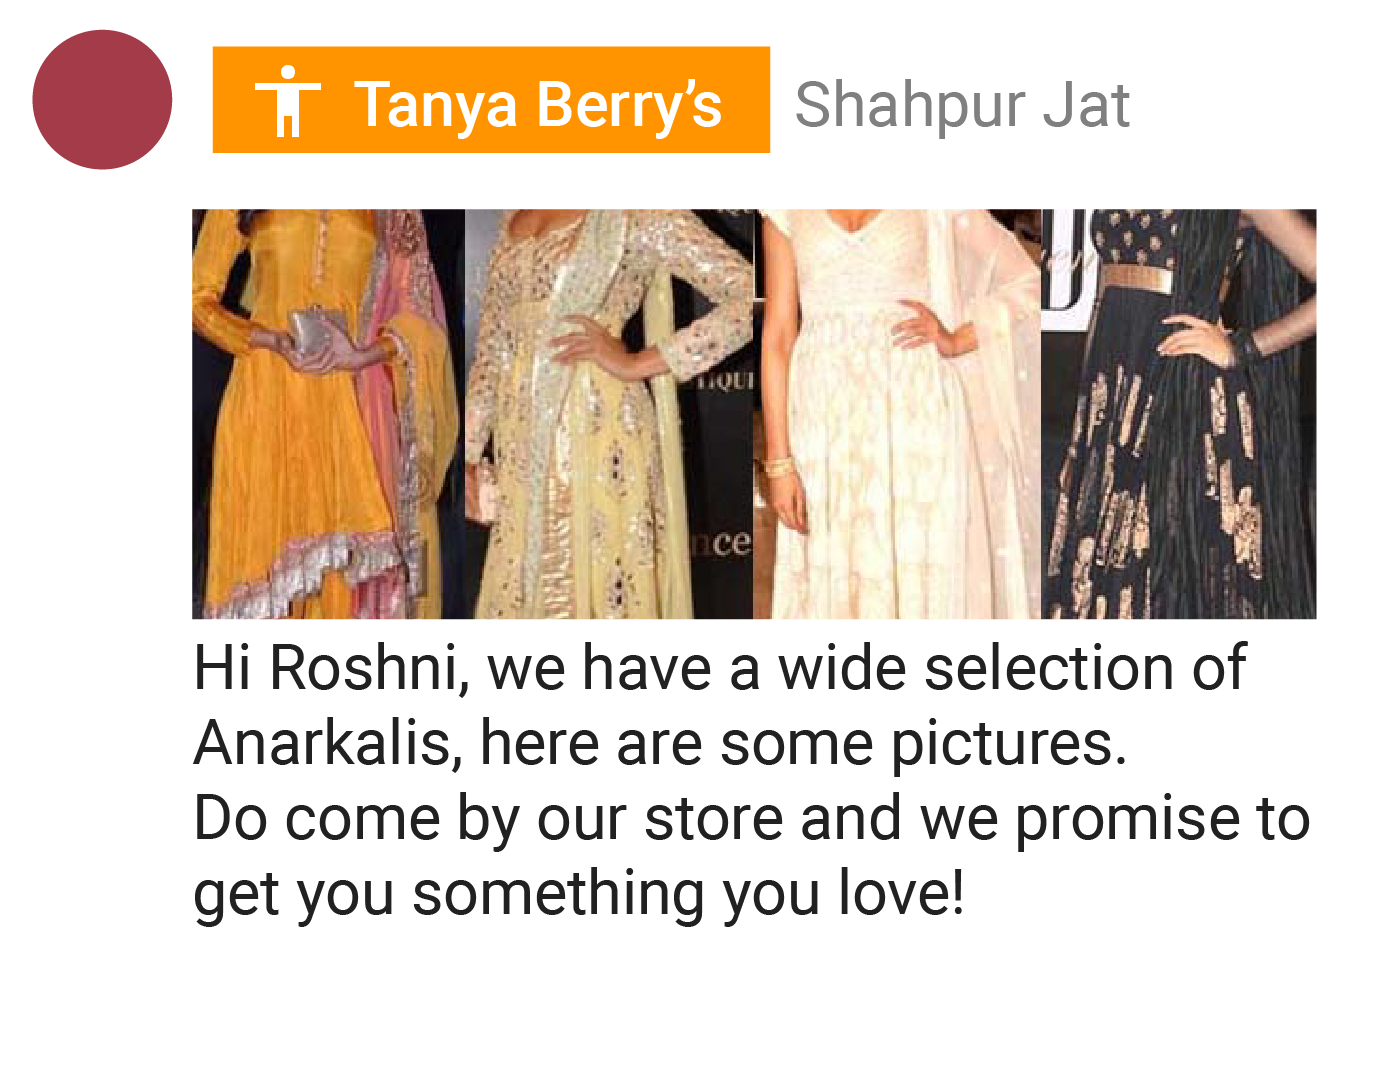 Tanya Berry’s Shahpur Jat
nce
Hi Roshni, we have a wide selection of
Anarkalis, here are some pictures.
Do come by our store and we promise to
get you something you love!